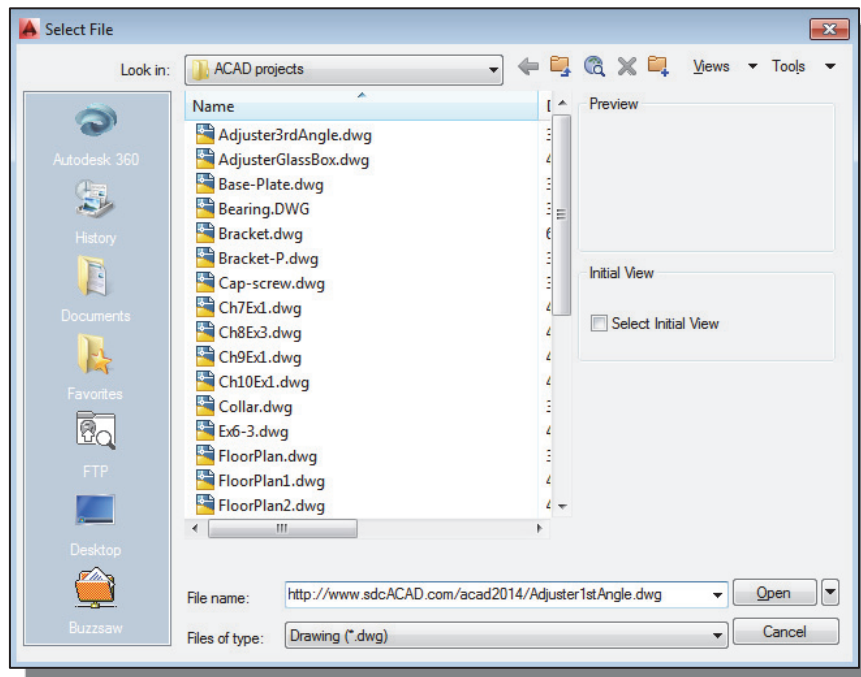 Select File
Look in: ACAD projects Views Tools
Name
Adjuster3rdAngle.dwg
AdjusterGlassBox.dwg
Base-Plate.dwg
Bearing.DWG
Bracket.dwg
Bracket-P.dwg
Cap-screw.dwg
Ch7Ex1.dwg
Ch8Ex3.dwg
Ch9Ex1.dwg
Ch10Ex1.dwg
Collar.dwg
Ex6-3.dwg
FloorPlan.dwg
FloorPlan1.dwg
FloorPlan2.dwg
Autodesk 360
History
Documents
Favorites
FTP
Desktop
Buzzsaw
Preview
Initial View
Select Initial View
File name: http://www.sdcACAD.com/acad2014/Adjuster1stAngle.dwg Open
Files of type: Drawing (*.dwg) Cancel